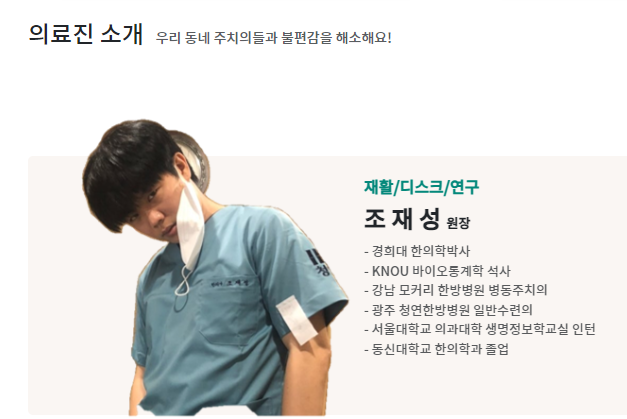 의료진 소개 우리 동네 주치의들과 불편감을 해소해요!
재활/디스크/연구
조 재 성 원장
- 경희대 한의학박사
- KNOU 바이오통계학 석사
- 강남 모커리 한방병원 병동주치의
- 광주 청연한방병원 일반수련의
- 서울대학교 의과대학 생명정보학교실 인턴
- 동신대학교 한의학과 졸업